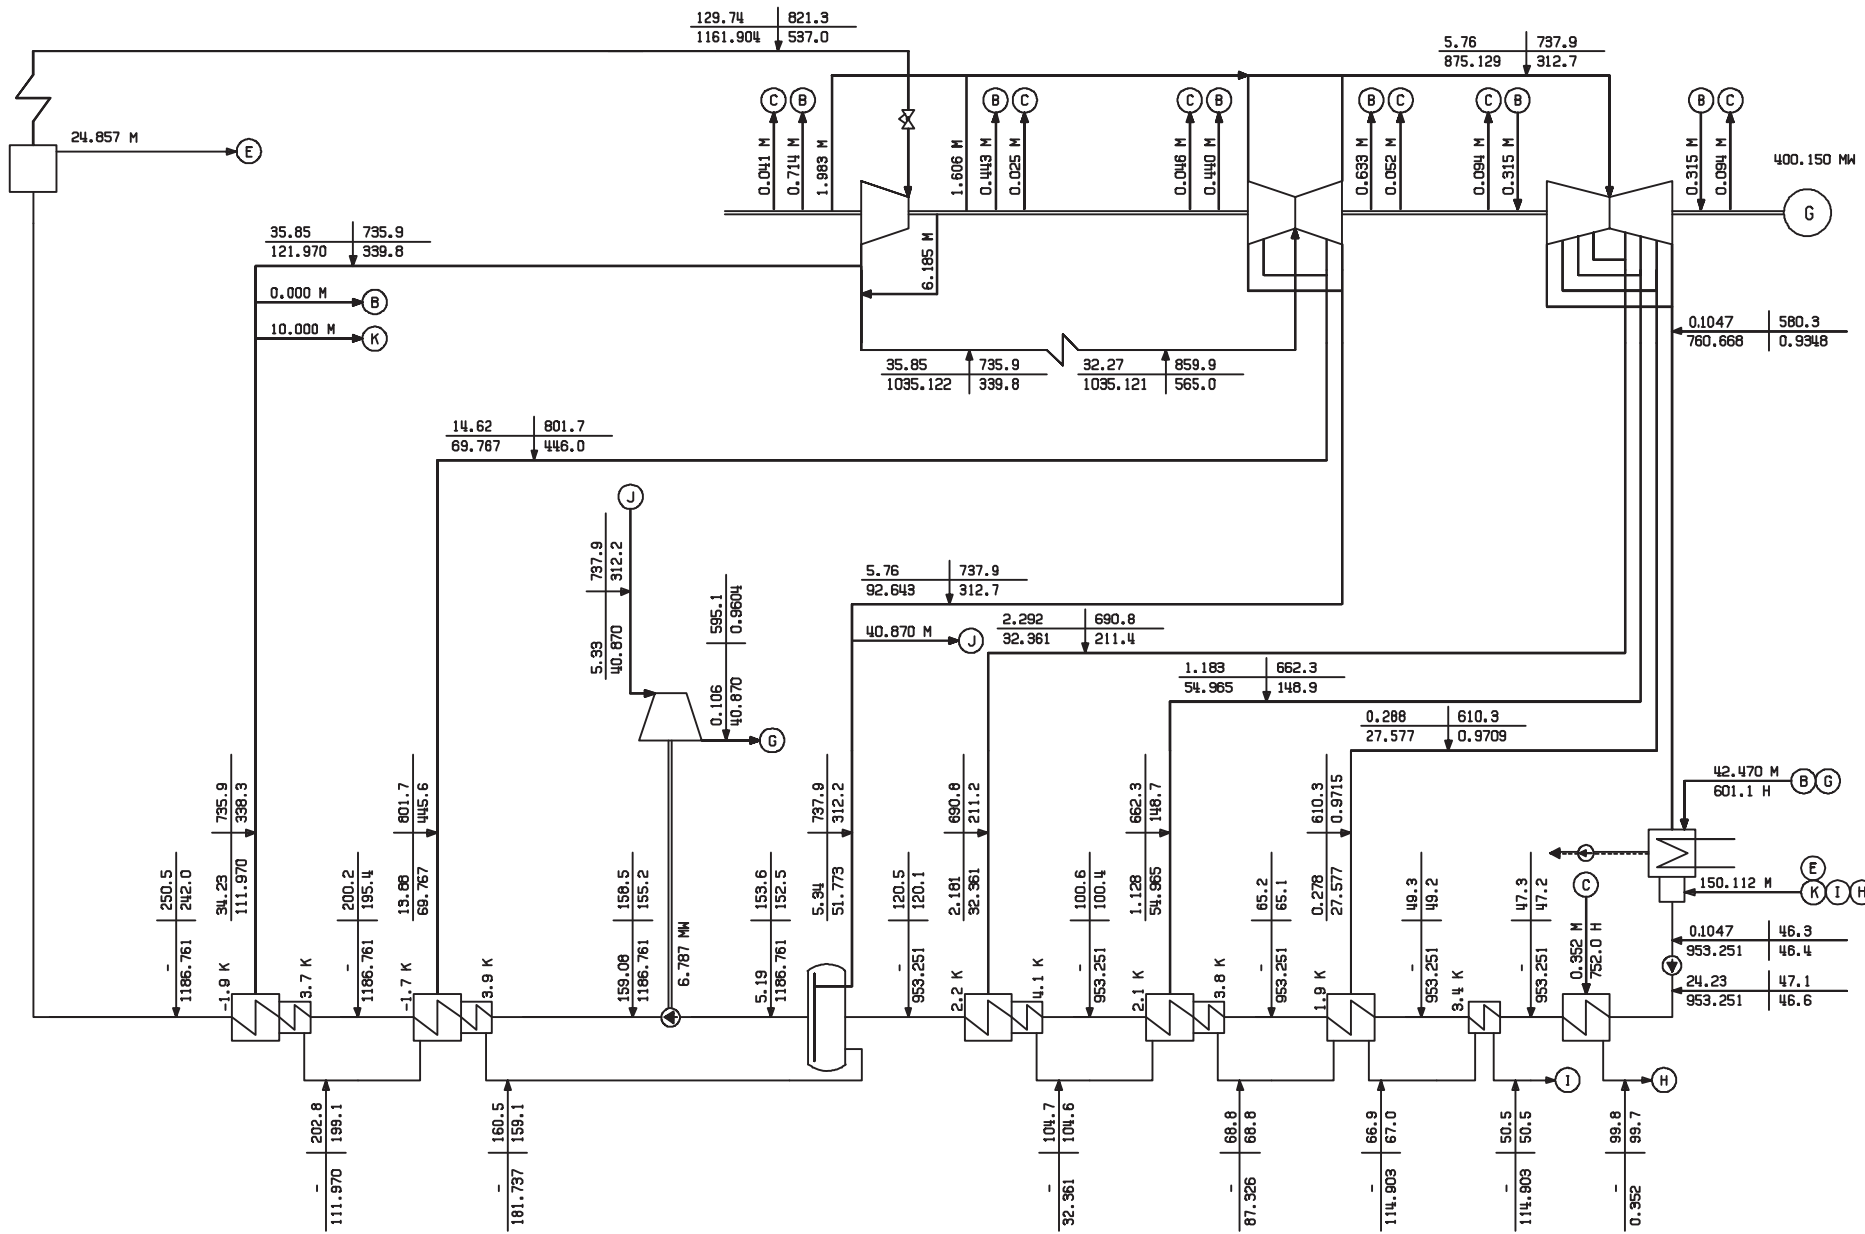 129.74 821.3
1161.904 537.0
5.76 737.9
875.129 312.7
24.857 M
E
C
B
B
C
C
B
B
C
C
B
B
C
0.041 M
0.714 M
1.983 M
1.606 M
0.443 M
0.025 M
0.046 M
0.440 M
0.633 M
0.052 M
0.094 M
0.315 M
0.315 M
0.094 M
400.150 MW
G
35.85 735.9
121.970 339.8
6.185 M
0.000 M
B
10.000 M
K
0.1047 580.3
760.668 0.9348
35.85 735.9
1035.122 339.8
32.27 859.9
1035.121 565.0
14.62 801.7
69.767 446.0
J
737.9
312.2
5.33
40.870
595.1
0.9604
0.106
40.870
G
5.76 737.9
92.643 312.7
40.870 M
J
2.292 690.8
32.361 211.4
1.183 662.3
54.965 148.9
0.288 610.3
27.577 0.9709
735.9
338.3
34.23
111.970
801.7
445.6
13.88
69.767
737.9
312.2
5.34
51.773
690.8
211.2
2.181
32.361
662.3
148.7
1.128
54.965
610.3
0.9715
0.278
27.577
42.470 M
601.1 H
B
G
E
150.112 M
K
I
H
C
0.352 M
752.0 H
0.1047 46.3
953.251 46.4
24.23 47.1
953.251 46.6
250.5
242.0
-
1186.761
200.2
195.4
-
1186.761
158.5
155.2
159.08
1186.761
6.787 MW
153.6
152.5
5.19
1186.761
120.5
120.1
-
953.251
100.6
100.4
-
953.251
65.2
65.1
-
953.251
49.3
49.2
-
953.251
47.3
47.2
-
953.251
-1.9 K
3.7 K
-1.7 K
3.9 K
2.2 K
4.1 K
2.1 K
3.8 K
1.9 K
3.4 K
I
H
202.8
199.1
-
111.970
160.5
159.1
-
181.737
104.7
104.6
-
32.361
68.8
68.8
-
87.326
66.9
67.0
-
114.903
50.5
50.5
-
114.903
99.8
99.7
-
0.352